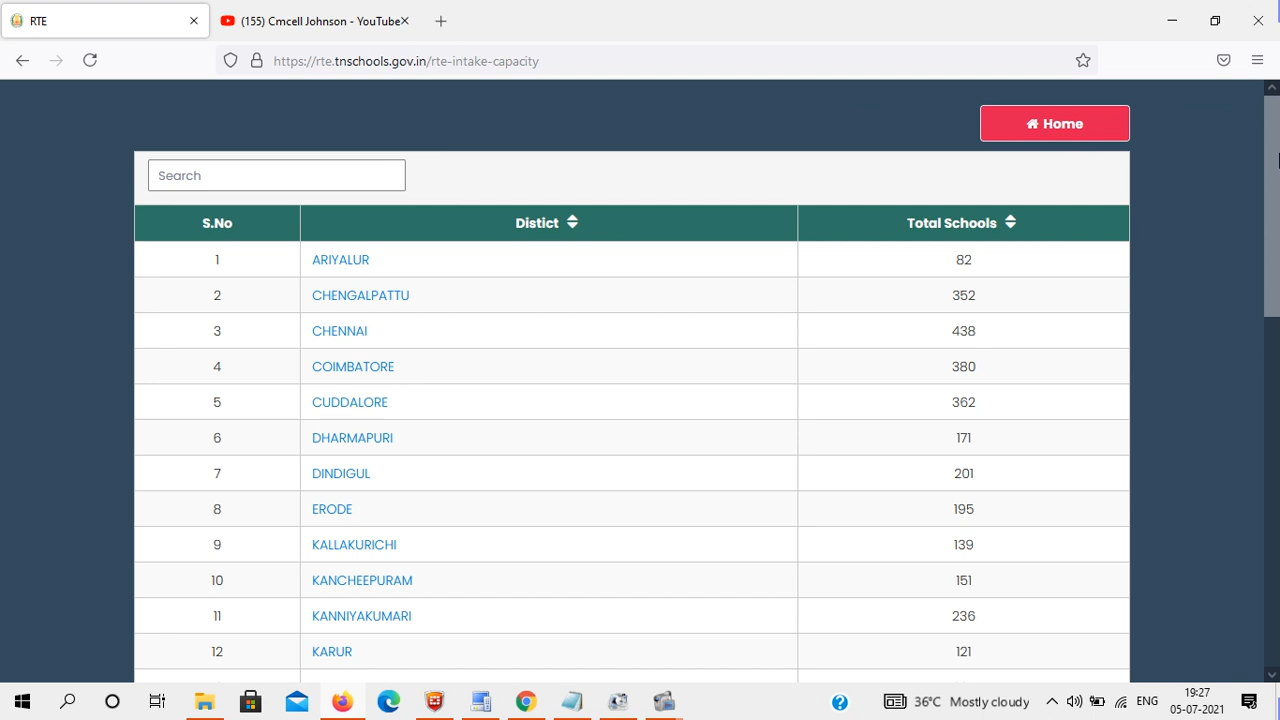 RTE
(155) Cmcell Johnson - YouTube
https://rte.tnschools.gov.in/rte-intake-capacity
Home
Search
S.No Distict Total Schools
1 ARIYALUR 82
2 CHENGALPATTU 352
3 CHENNAI 438
4 COIMBATORE 380
5 CUDDALORE 362
6 DHARMAPURI 171
7 DINDIGUL 201
8 ERODE 195
9 KALLAKURICHI 139
10 KANCHEEPURAM 151
11 KANNIYAKUMARI 236
12 KARUR 121
36°C Mostly cloudy ENG 19:27
05-07-2021